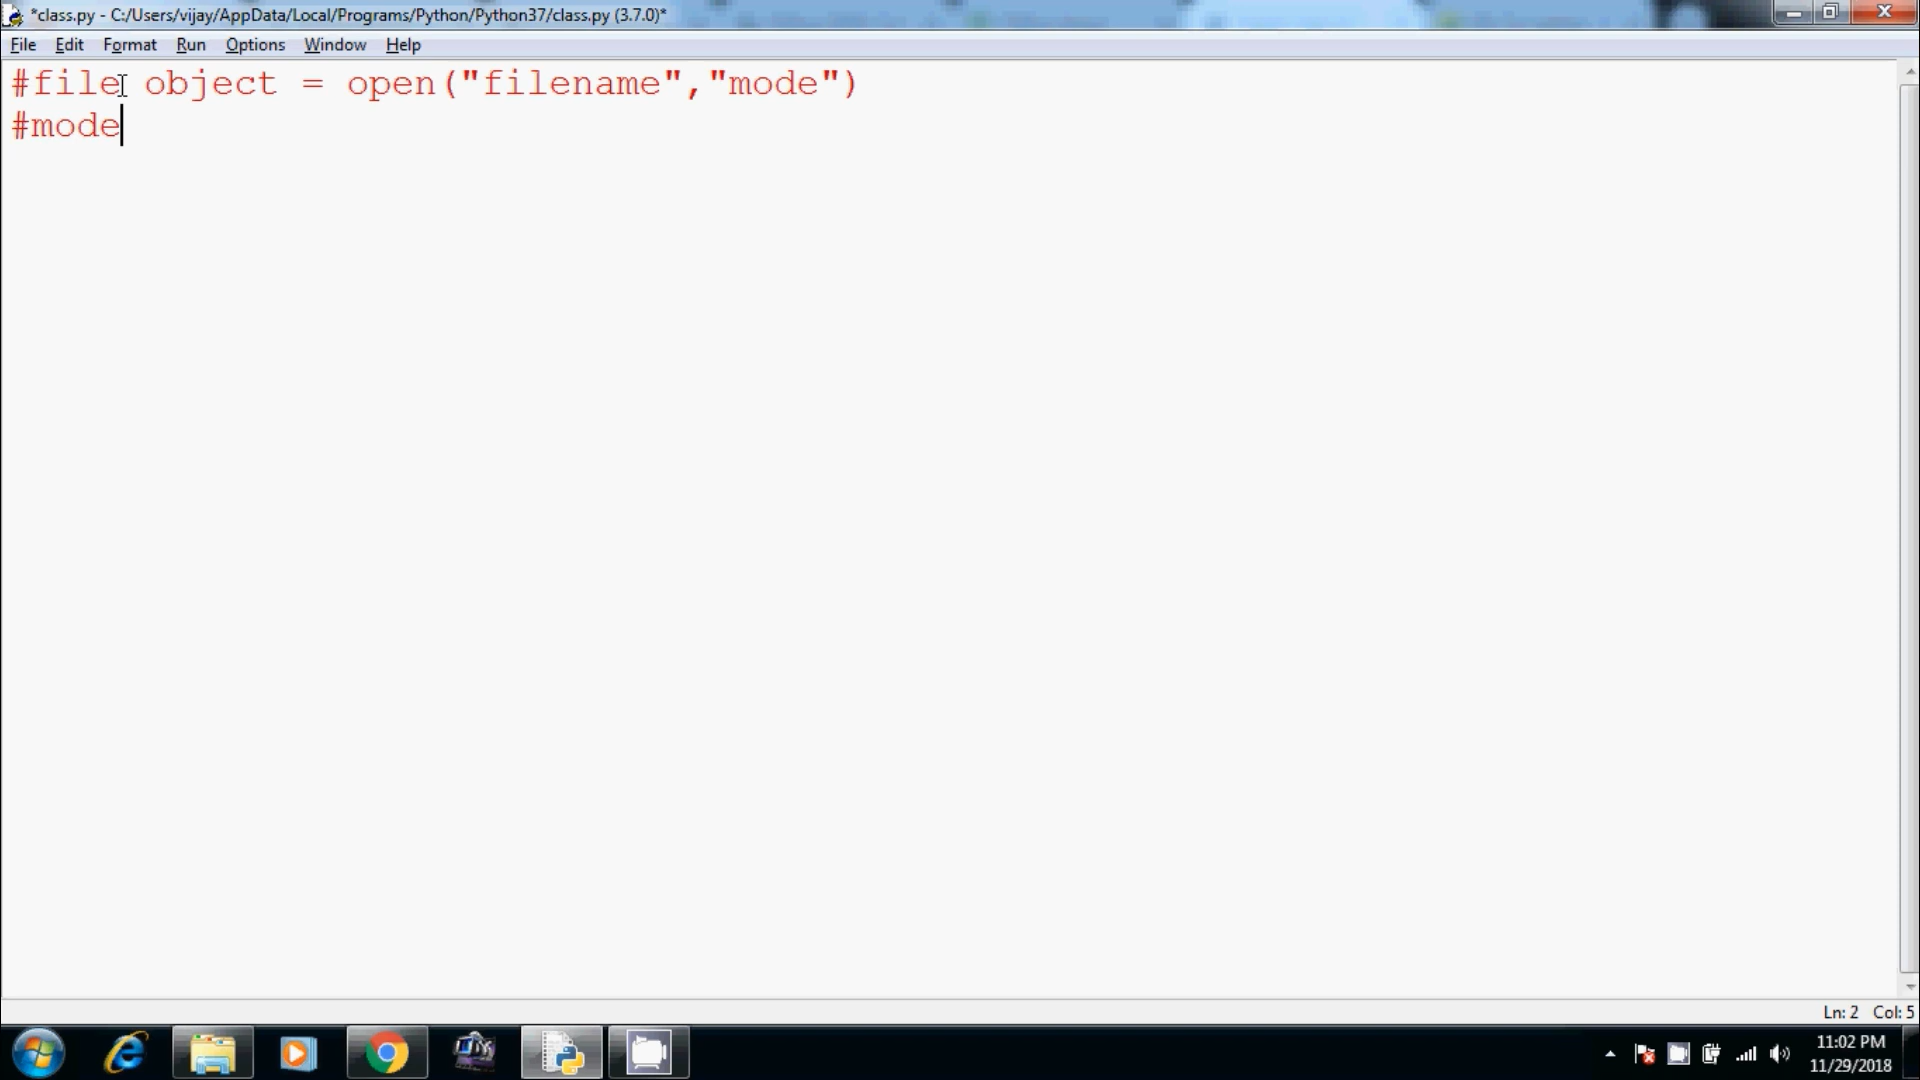 *class.py - C:/Users/vijay/AppData/Local/Programs/Python/Python37/class.py (3.7.0)*
File Edit Format Run Options Window Help
#file object = open("filename","mode")
#mode
Ln: 2 Col: 5
11:02 PM
11/29/2018